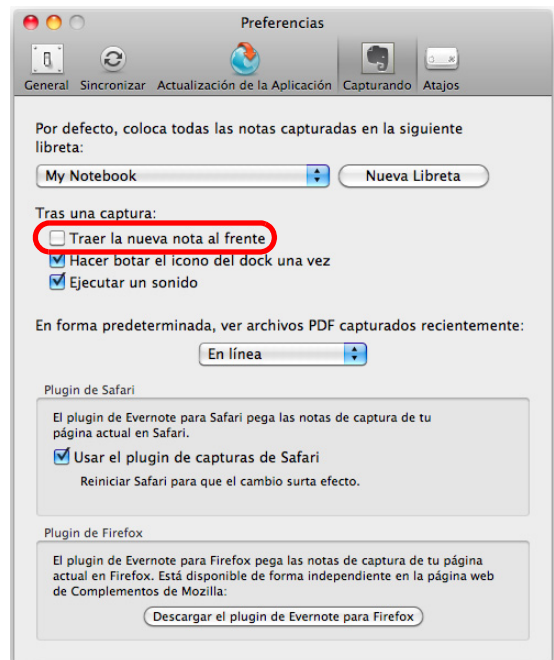 Preferencias
General Sincronizar Actualización de la Aplicación Capturando Atajos
Por defecto, coloca todas las notas capturadas en la siguiente
libreta:
My Notebook Nueva Libreta
Tras una captura:
Traer la nueva nota al frente
Hacer botar el icono del dock una vez
Ejecutar un sonido
En forma predeterminada, ver archivos PDF capturados recientemente:
En línea
Plugin de Safari
El plugin de Evernote para Safari pega las notas de captura de tu
página actual en Safari.
Usar el plugin de capturas de Safari
Reiniciar Safari para que el cambio surta efecto.
Plugin de Firefox
El plugin de Evernote para Firefox pega las notas de captura de tu página
actual en Firefox. Está disponible de forma independiente en la página web
de Complementos de Mozilla:
Descargar el plugin de Evernote para Firefox